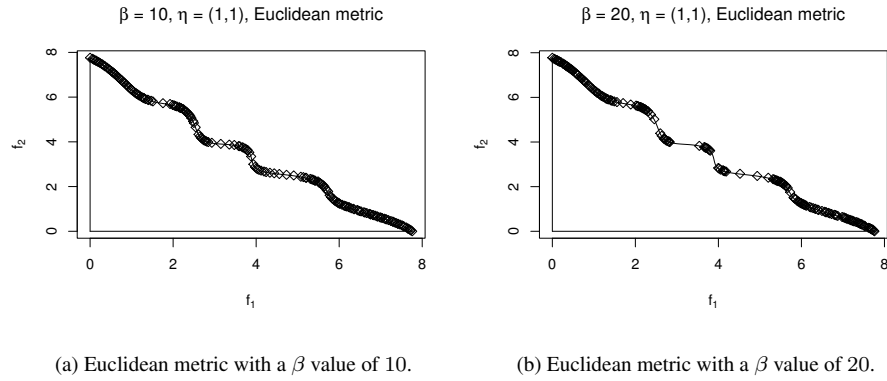 β = 10, η = (1,1), Euclidean metric
8
6
4
2
0
f₂
0 2 4 6 8
f₁
(a) Euclidean metric with a β value of 10.
β = 20, η = (1,1), Euclidean metric
8
6
4
2
0
f₂
0 2 4 6 8
f₁
(b) Euclidean metric with a β value of 20.